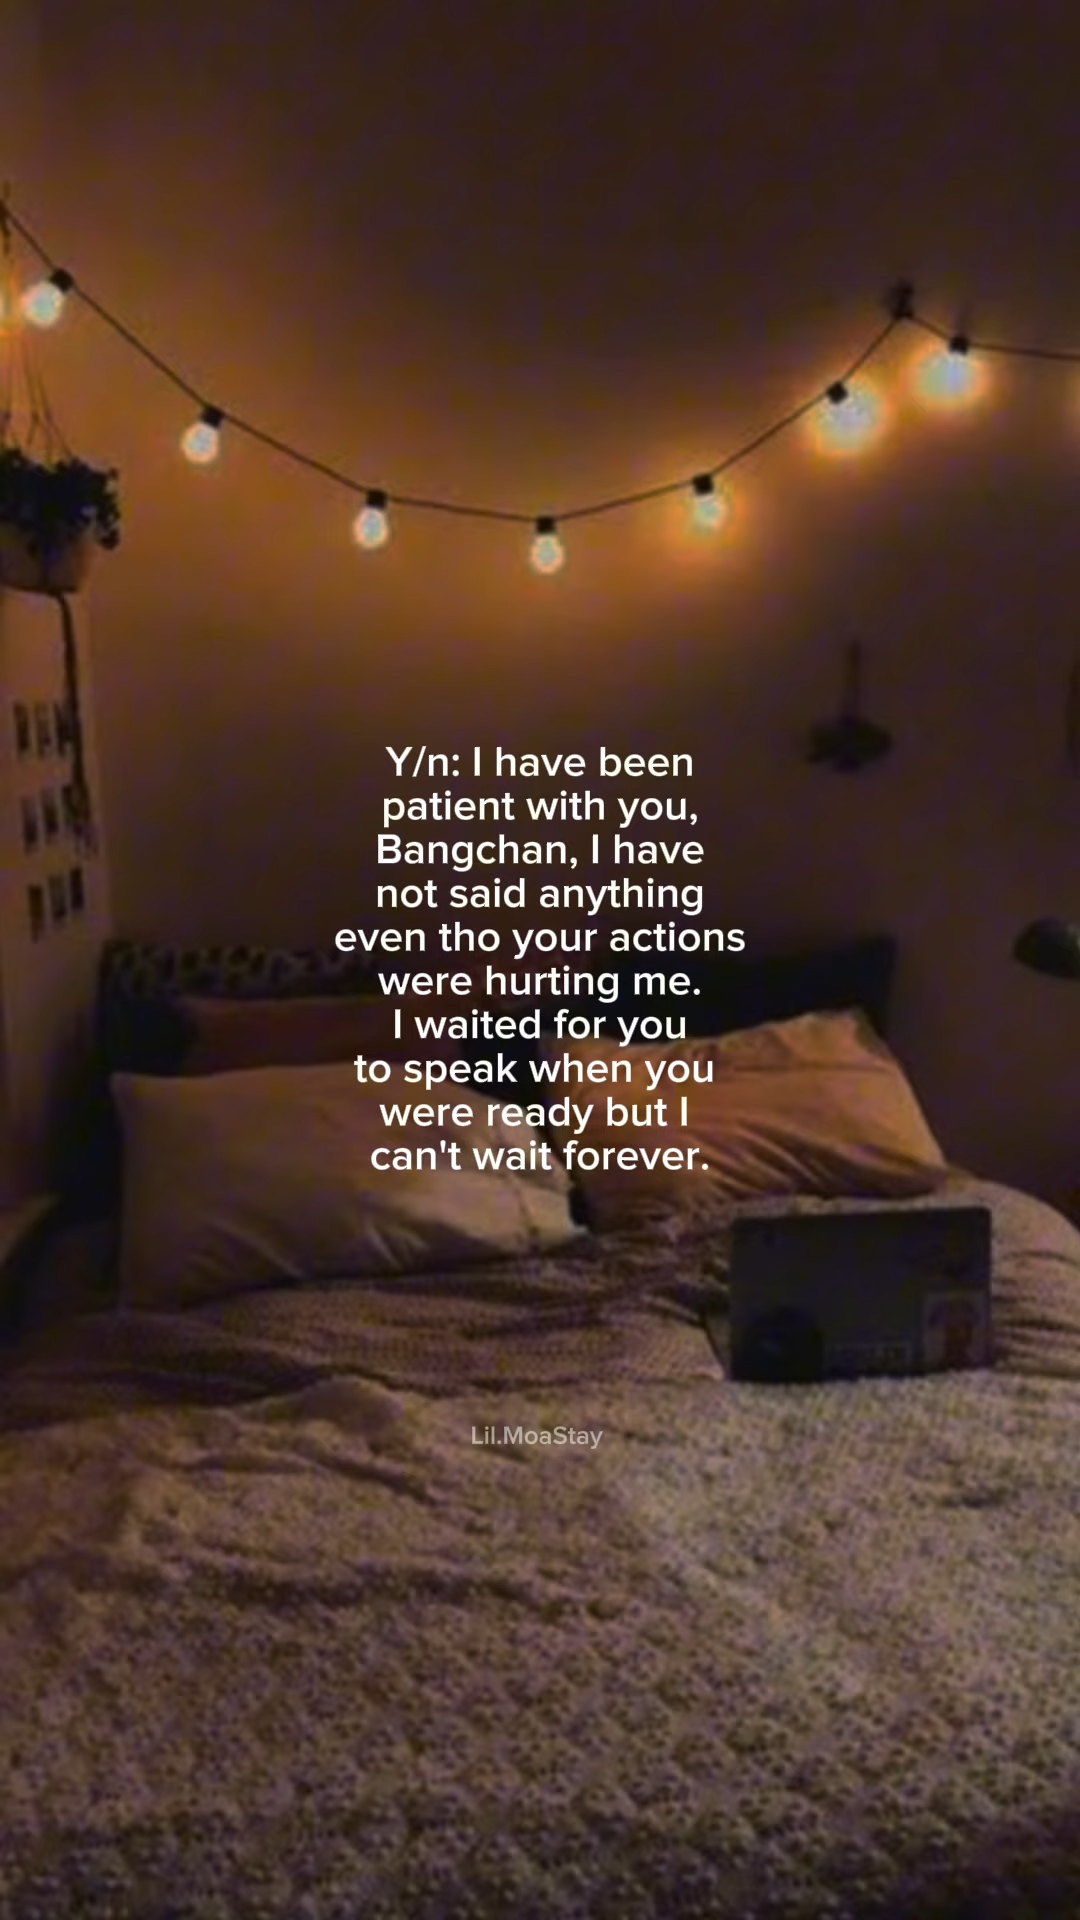 Y/n: I have been
patient with you,
Bangchan, I have
not said anything
even tho your actions
were hurting me.
I waited for you
to speak when you
were ready but I
can't wait forever.
Lil.MoaStay